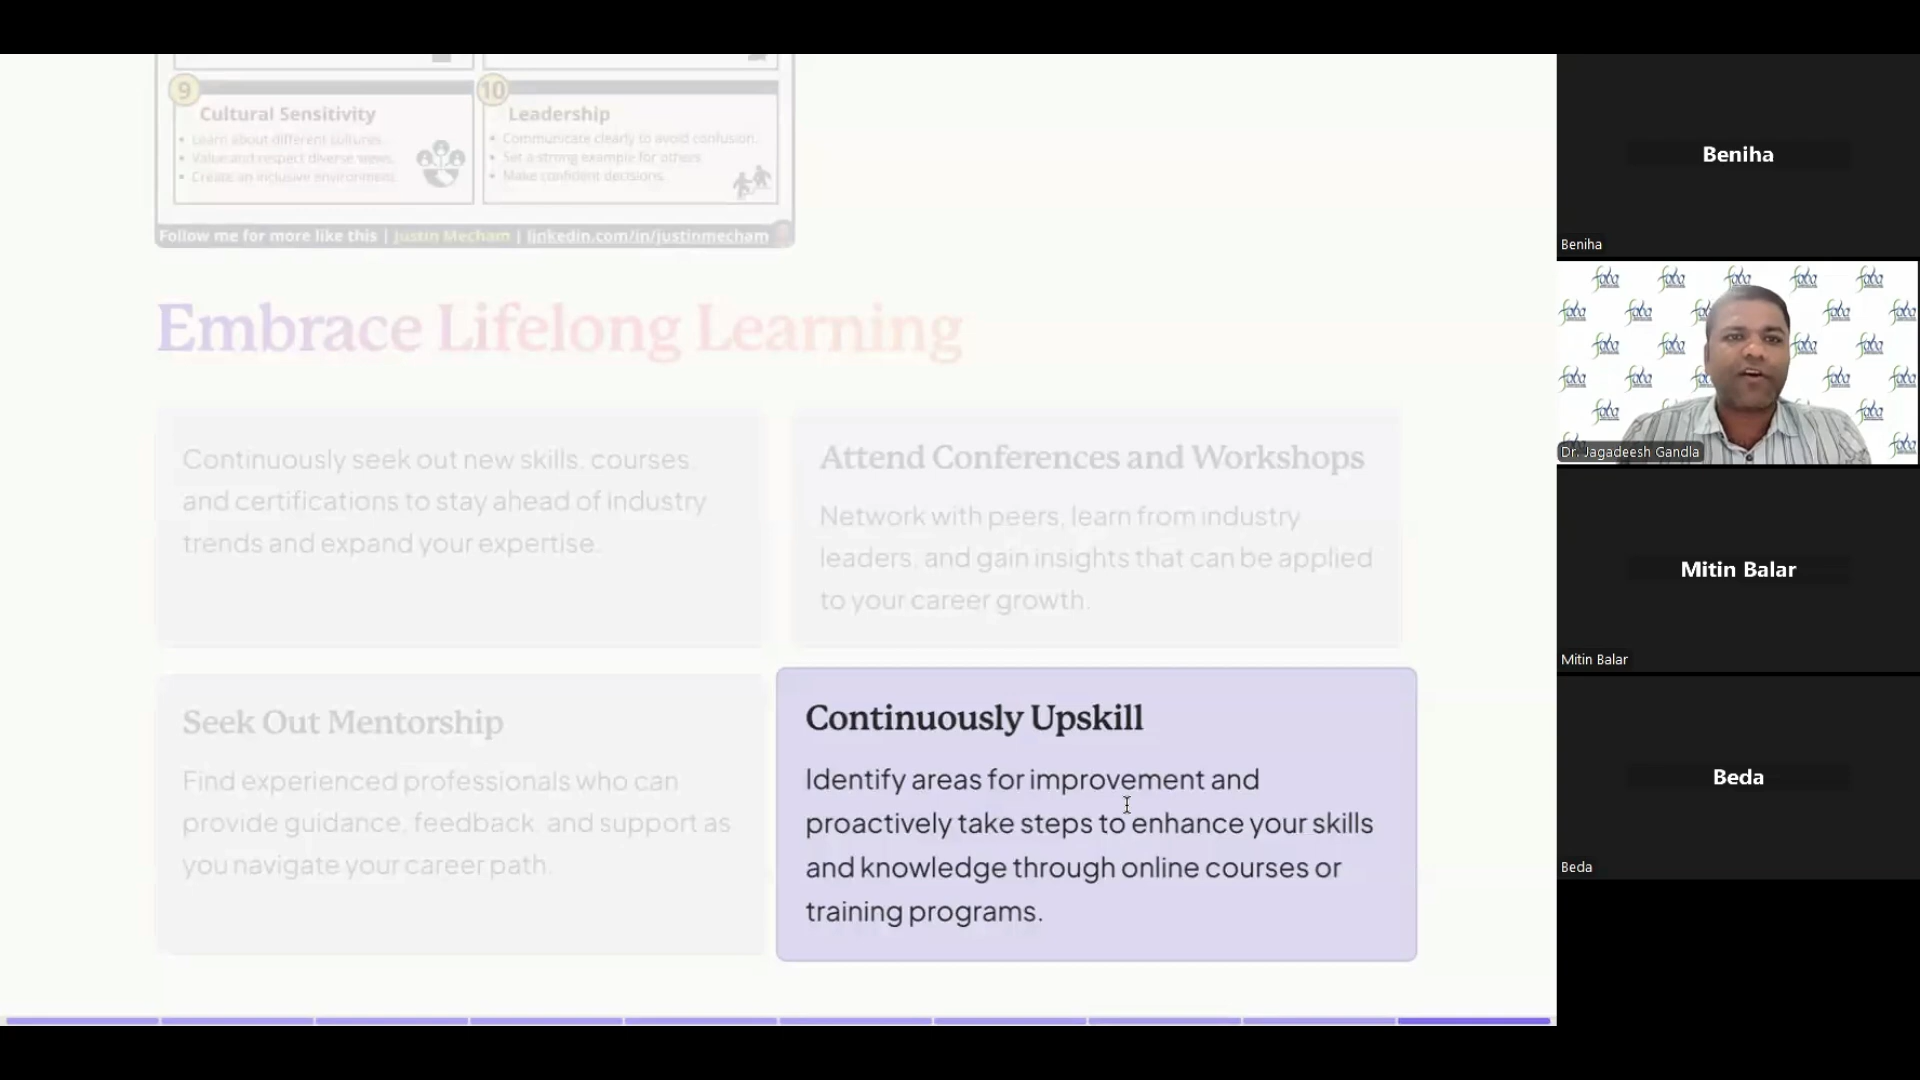 9
Cultural Sensitivity
• Learn about different cultures.
• Value and respect diverse views.
• Create an inclusive environment.
10
Leadership
• Communicate clearly to avoid confusion.
• Set a strong example for others.
• Make confident decisions.
Follow me for more like this | Justin Mecham | linkedin.com/in/justinmecham
Embrace Lifelong Learning
Continuously seek out new skills, courses,
and certifications to stay ahead of industry
trends and expand your expertise.
Attend Conferences and Workshops
Network with peers, learn from industry
leaders, and gain insights that can be applied
to your career growth.
Seek Out Mentorship
Find experienced professionals who can
provide guidance, feedback, and support as
you navigate your career path.
Continuously Upskill
Identify areas for improvement and
proactively take steps to enhance your skills
and knowledge through online courses or
training programs.
Beniha
Beniha
faba
Dr. Jagadeesh Gandla
Mitin Balar
Mitin Balar
Beda
Beda